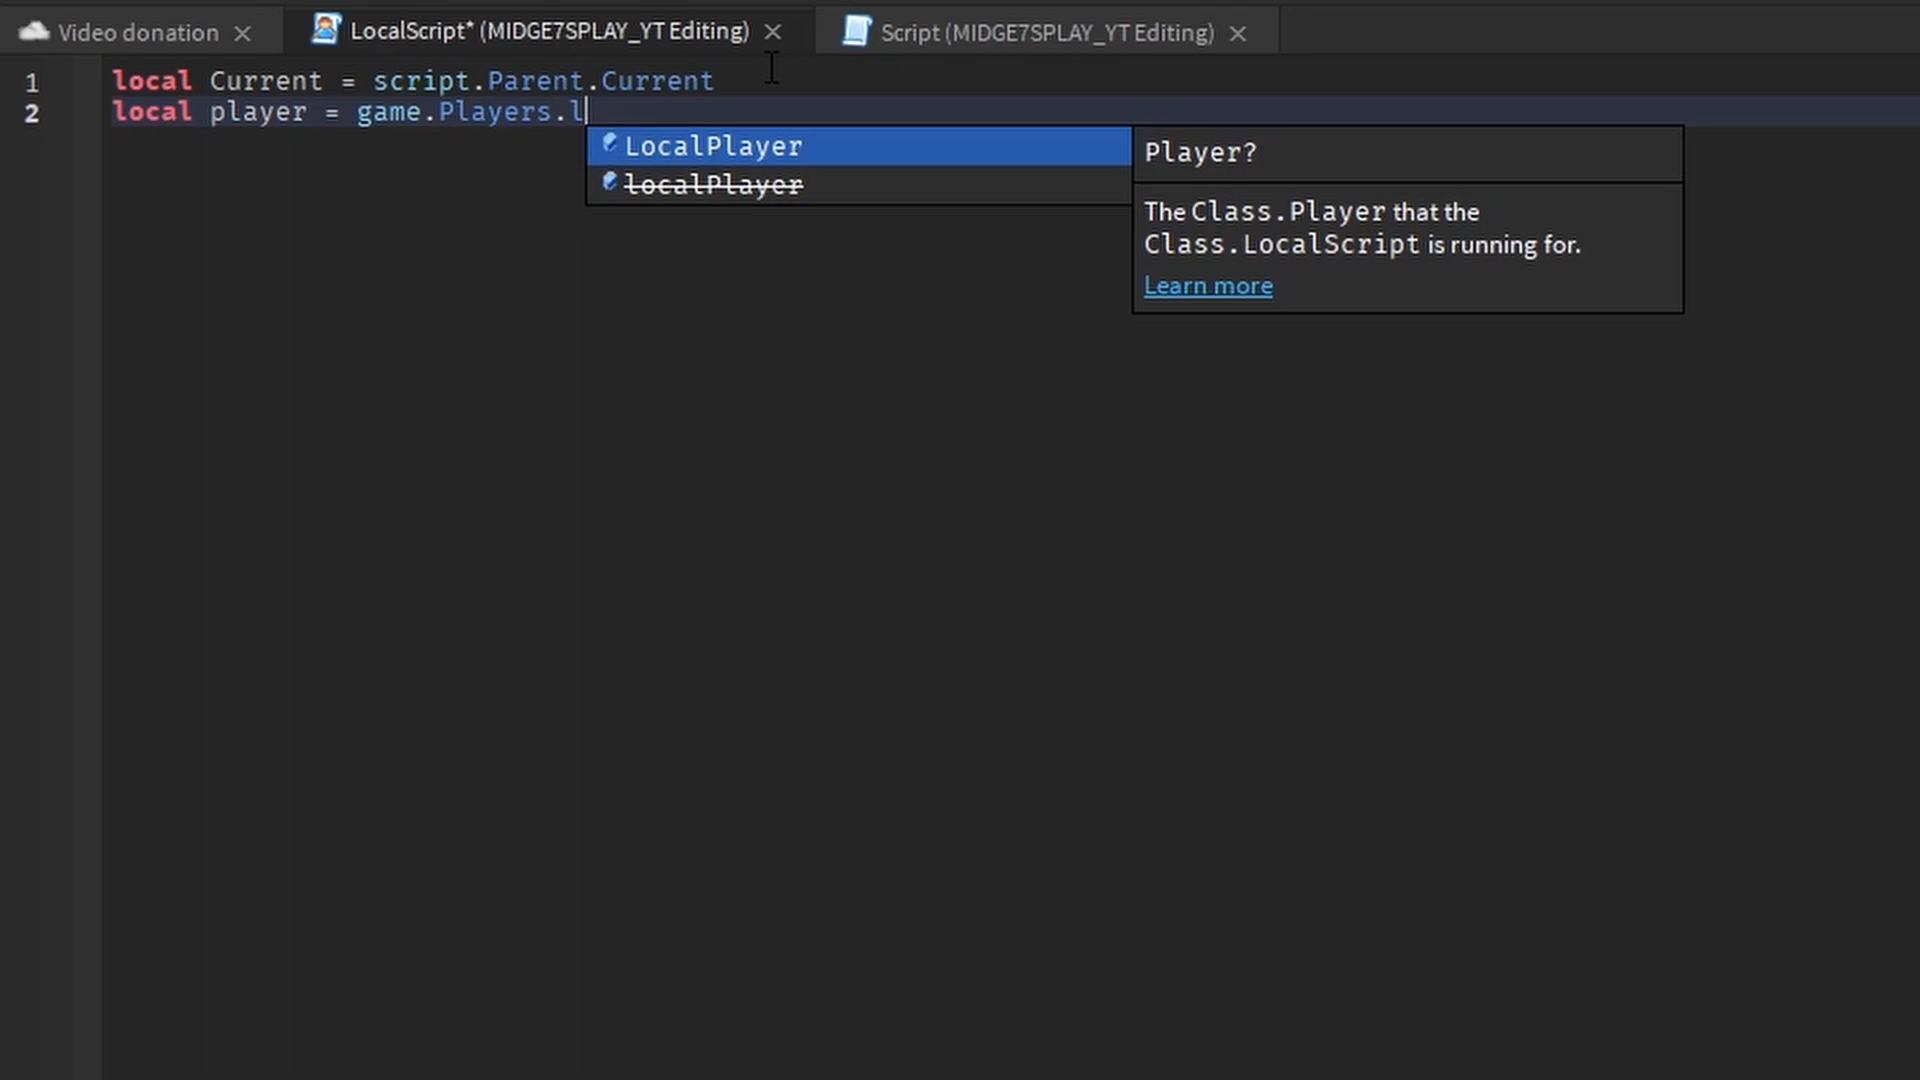 Video donation
LocalScript* (MIDGE7SPLAY_YT Editing)
Script (MIDGE7SPLAY_YT Editing)
1 local Current = script.Parent.Current
2 local player = game.Players.l
LocalPlayer
localPlayer
Player?
The Class.Player that the
Class.LocalScript is running for.
Learn more